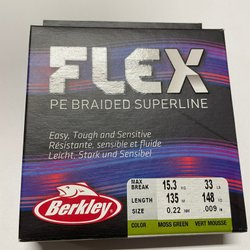 FLEX
PE BRAIDED SUPERLINE
Easy, Tough and Sensitive
Résistante, sensible et fluide
Leicht, Stark und Sensibel
Berkley
MAX BREAK 15.3 KG 33 LB
LENGTH 135 M 148 YD
SIZE 0.22 MM .009 IN
COLOR MOSS GREEN VERT MOUSSE